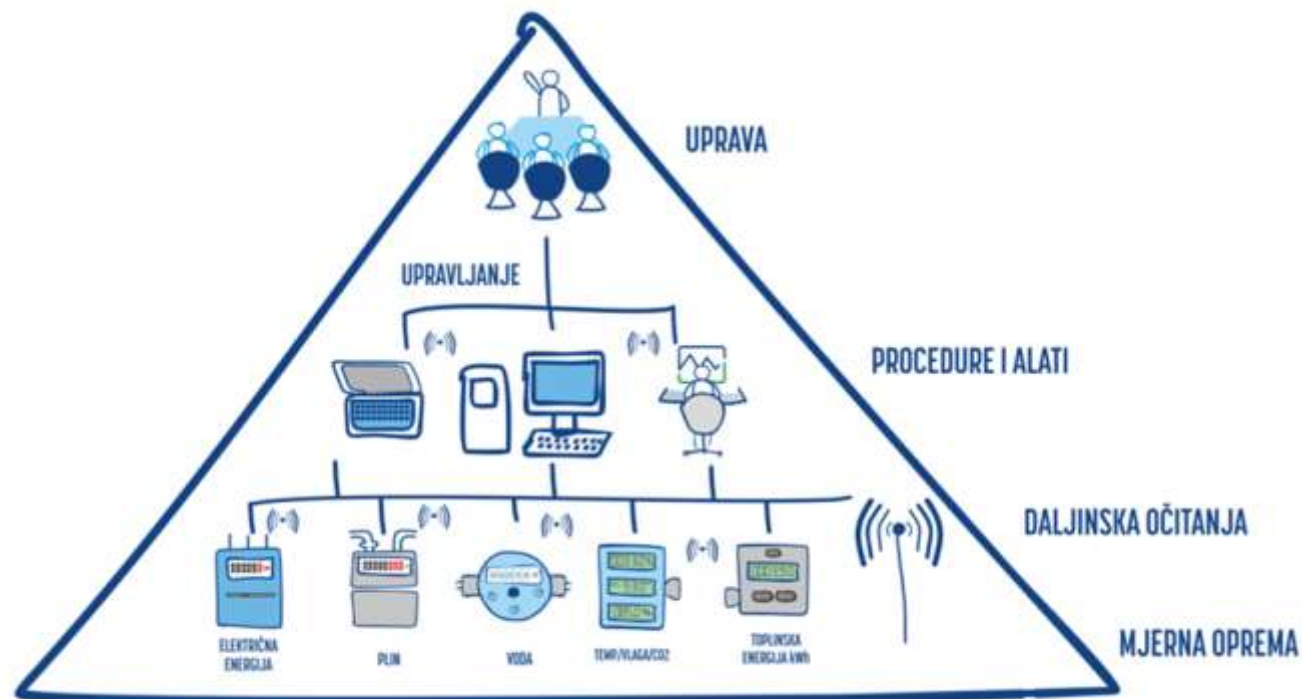 UPRAVA
UPRAVLJANJE
PROCEDURE I ALATI
DALJINSKA OČITANJA
ELEKTRIČNA
ENERGIJA
PLIN
VODA
TEMP/VLAGA/CO2
TOPLINSKA
ENERGIJA kWh
MJERNA OPREMA